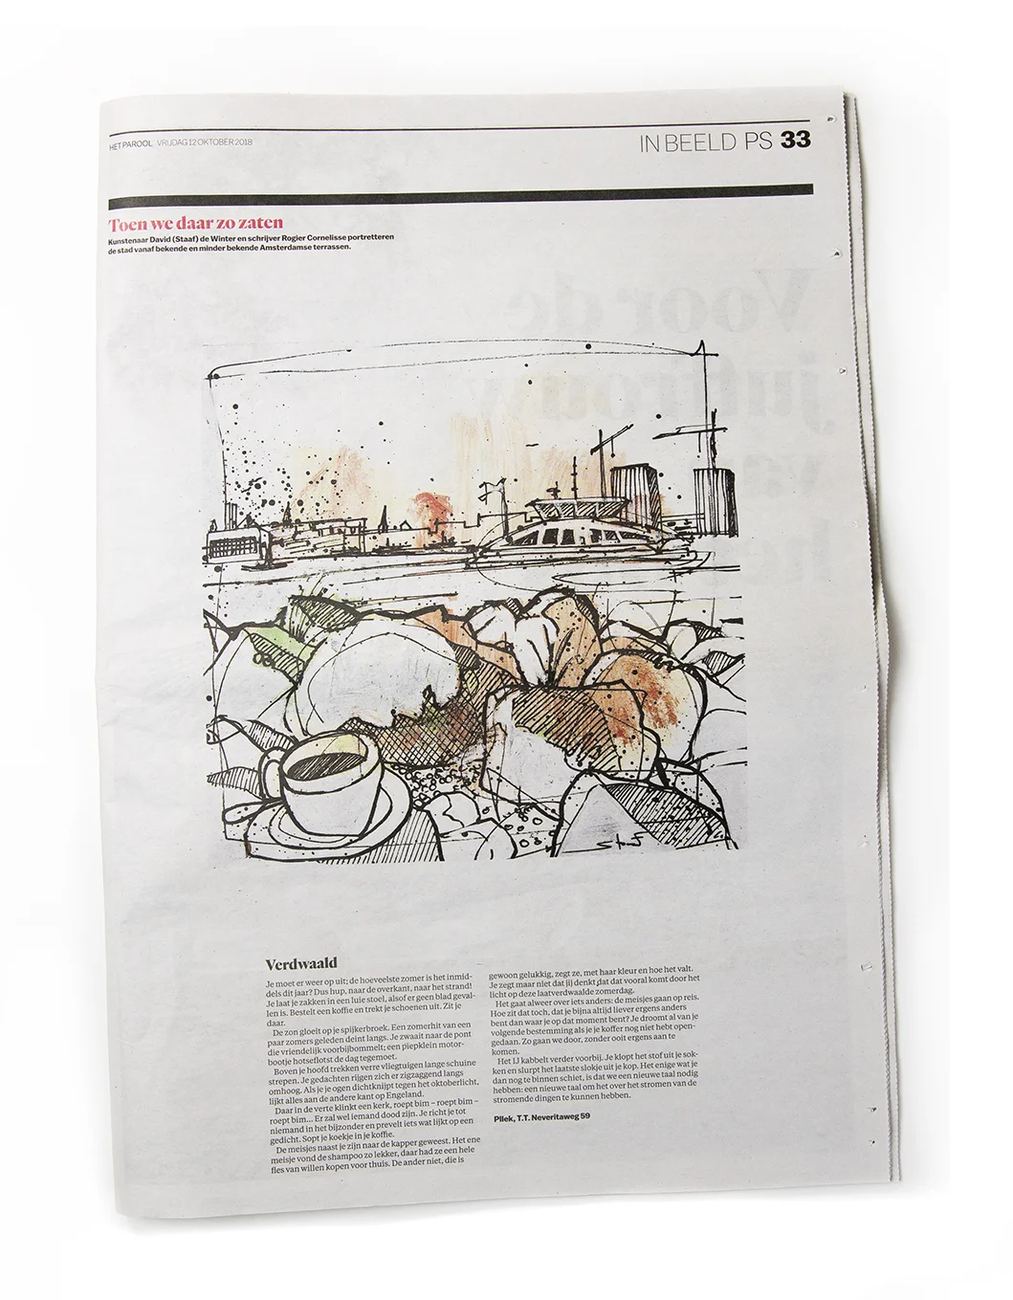 HET PAROOL VRIJDAG 12 OKTOBER 2018
IN BEELD PS 33
Toen we daar zo zaten
Kunstenaar David (Staaf) de Winter en schrijver Rogier Cornelisse portretteren
de stad vanaf bekende en minder bekende Amsterdamse terrassen.
Staaf
Verdwaald
Je moet er weer op uit; de hoeveelste zomer is het inmid-
dels dit jaar? Dus hup, naar de overkant, naar het strand!
Je laat je zakken in een luie stoel, alsof er geen blad geval-
len is. Bestelt een koffie en trekt je schoenen uit. Zit je
daar.
De zon gloeit op je spijkerbroek. Een zomerhit van een
paar zomers geleden deint langs. Je zwaait naar de pont
die vriendelijk voorbijbommelt; een piepklein motor-
bootje hotseflotst de dag tegemoet.
Boven je hoofd trekken verre vliegtuigen lange schuine
strepen. Je gedachten rijgen zich er zigzaggend langs
omhoog. Als je je ogen dichtknijpt tegen het oktoberlicht,
lijkt alles aan de andere kant op Engeland.
Daar in de verte klinkt een kerk, roept bim – roept bim –
roept bim... Er zal wel iemand dood zijn. Je richt je tot
niemand in het bijzonder en prevelt iets wat lijkt op een
gedicht. Sopt je koekje in je koffie.
De meisjes naast je zijn naar de kapper geweest. Het ene
meisje vond de shampoo zo lekker, daar had ze een hele
fles van willen kopen voor thuis. De ander niet, die is
gewoon gelukkig, zegt ze, met haar kleur en hoe het valt.
Je zegt maar niet dat jij denkt dat dat vooral komt door het
licht op deze laatverdwaalde zomerdag.
Het gaat alweer over iets anders: de meisjes gaan op reis.
Hoe zit dat toch, dat je bijna altijd liever ergens anders
bent dan waar je op dat moment bent? Je droomt al van je
volgende bestemming als je je koffer nog niet hebt open-
gedaan. Zo gaan we door, zonder ooit ergens aan te
komen.
Het IJ kabbelt verder voorbij. Je klopt het stof uit je sok-
ken en slurpt het laatste slokje uit je kop. Het enige wat je
dan nog te binnen schiet, is dat we een nieuwe taal nodig
hebben: een nieuwe taal om het over het stromen van de
stromende dingen te kunnen hebben.
Pllek, T.T. Neveritaweg 59